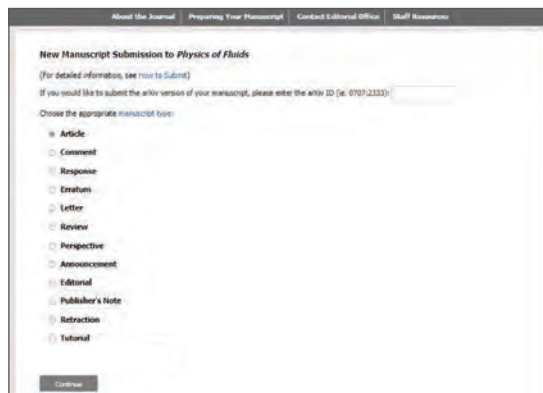 About the Journal Preparing Your Manuscript Contact Editorial Office Staff Resources
New Manuscript Submission to Physics of Fluids
(For detailed information, see How to Submit)
If you would like to submit the arXiv version of your manuscript, please enter the arXiv ID (ie. 0707.2333):
Choose the appropriate manuscript type:
Article
Comment
Response
Erratum
Letter
Review
Perspective
Announcement
Editorial
Publisher's Note
Retraction
Tutorial
Continue